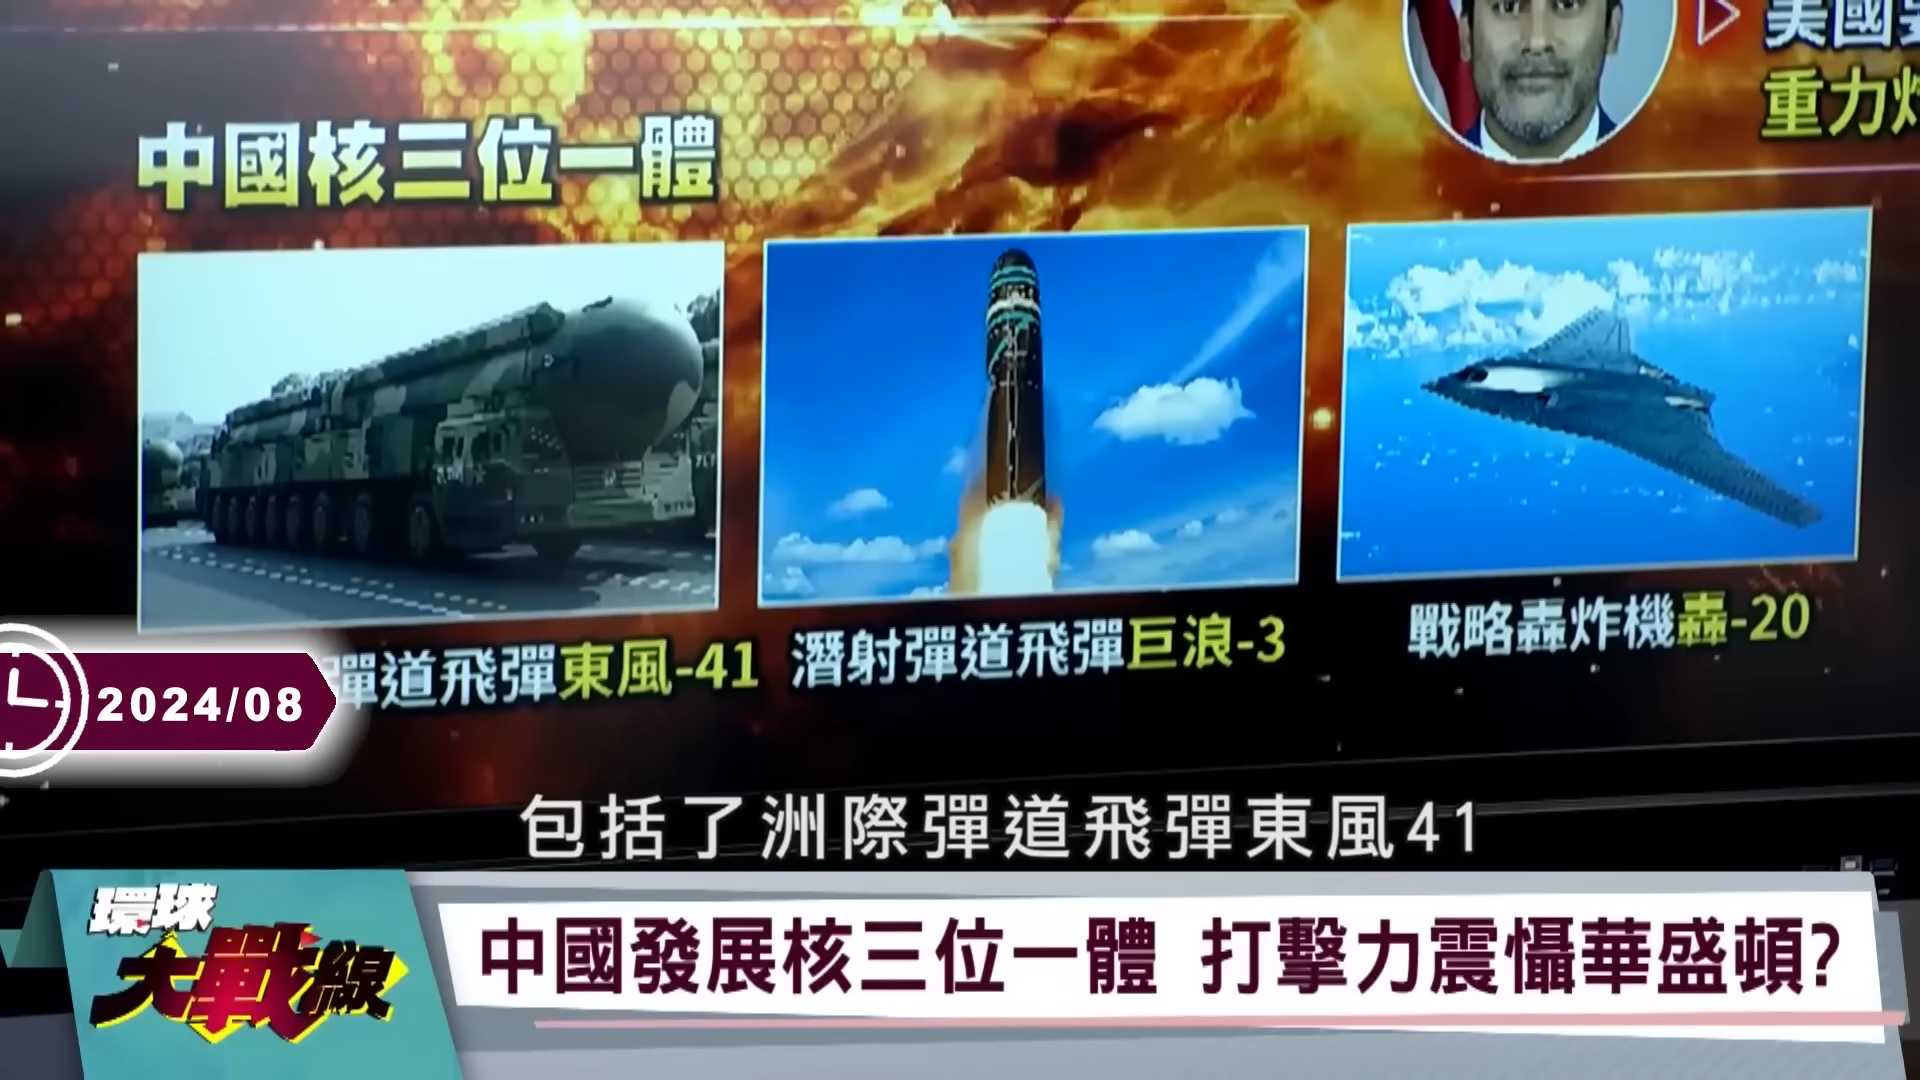 美國
重力炸
中國核三位一體
彈道飛彈東風-41
潛射彈道飛彈巨浪-3
戰略轟炸機轟-20
2024/08
包括了洲際彈道飛彈東風41
環球
大戰線
中國發展核三位一體 打擊力震懾華盛頓?